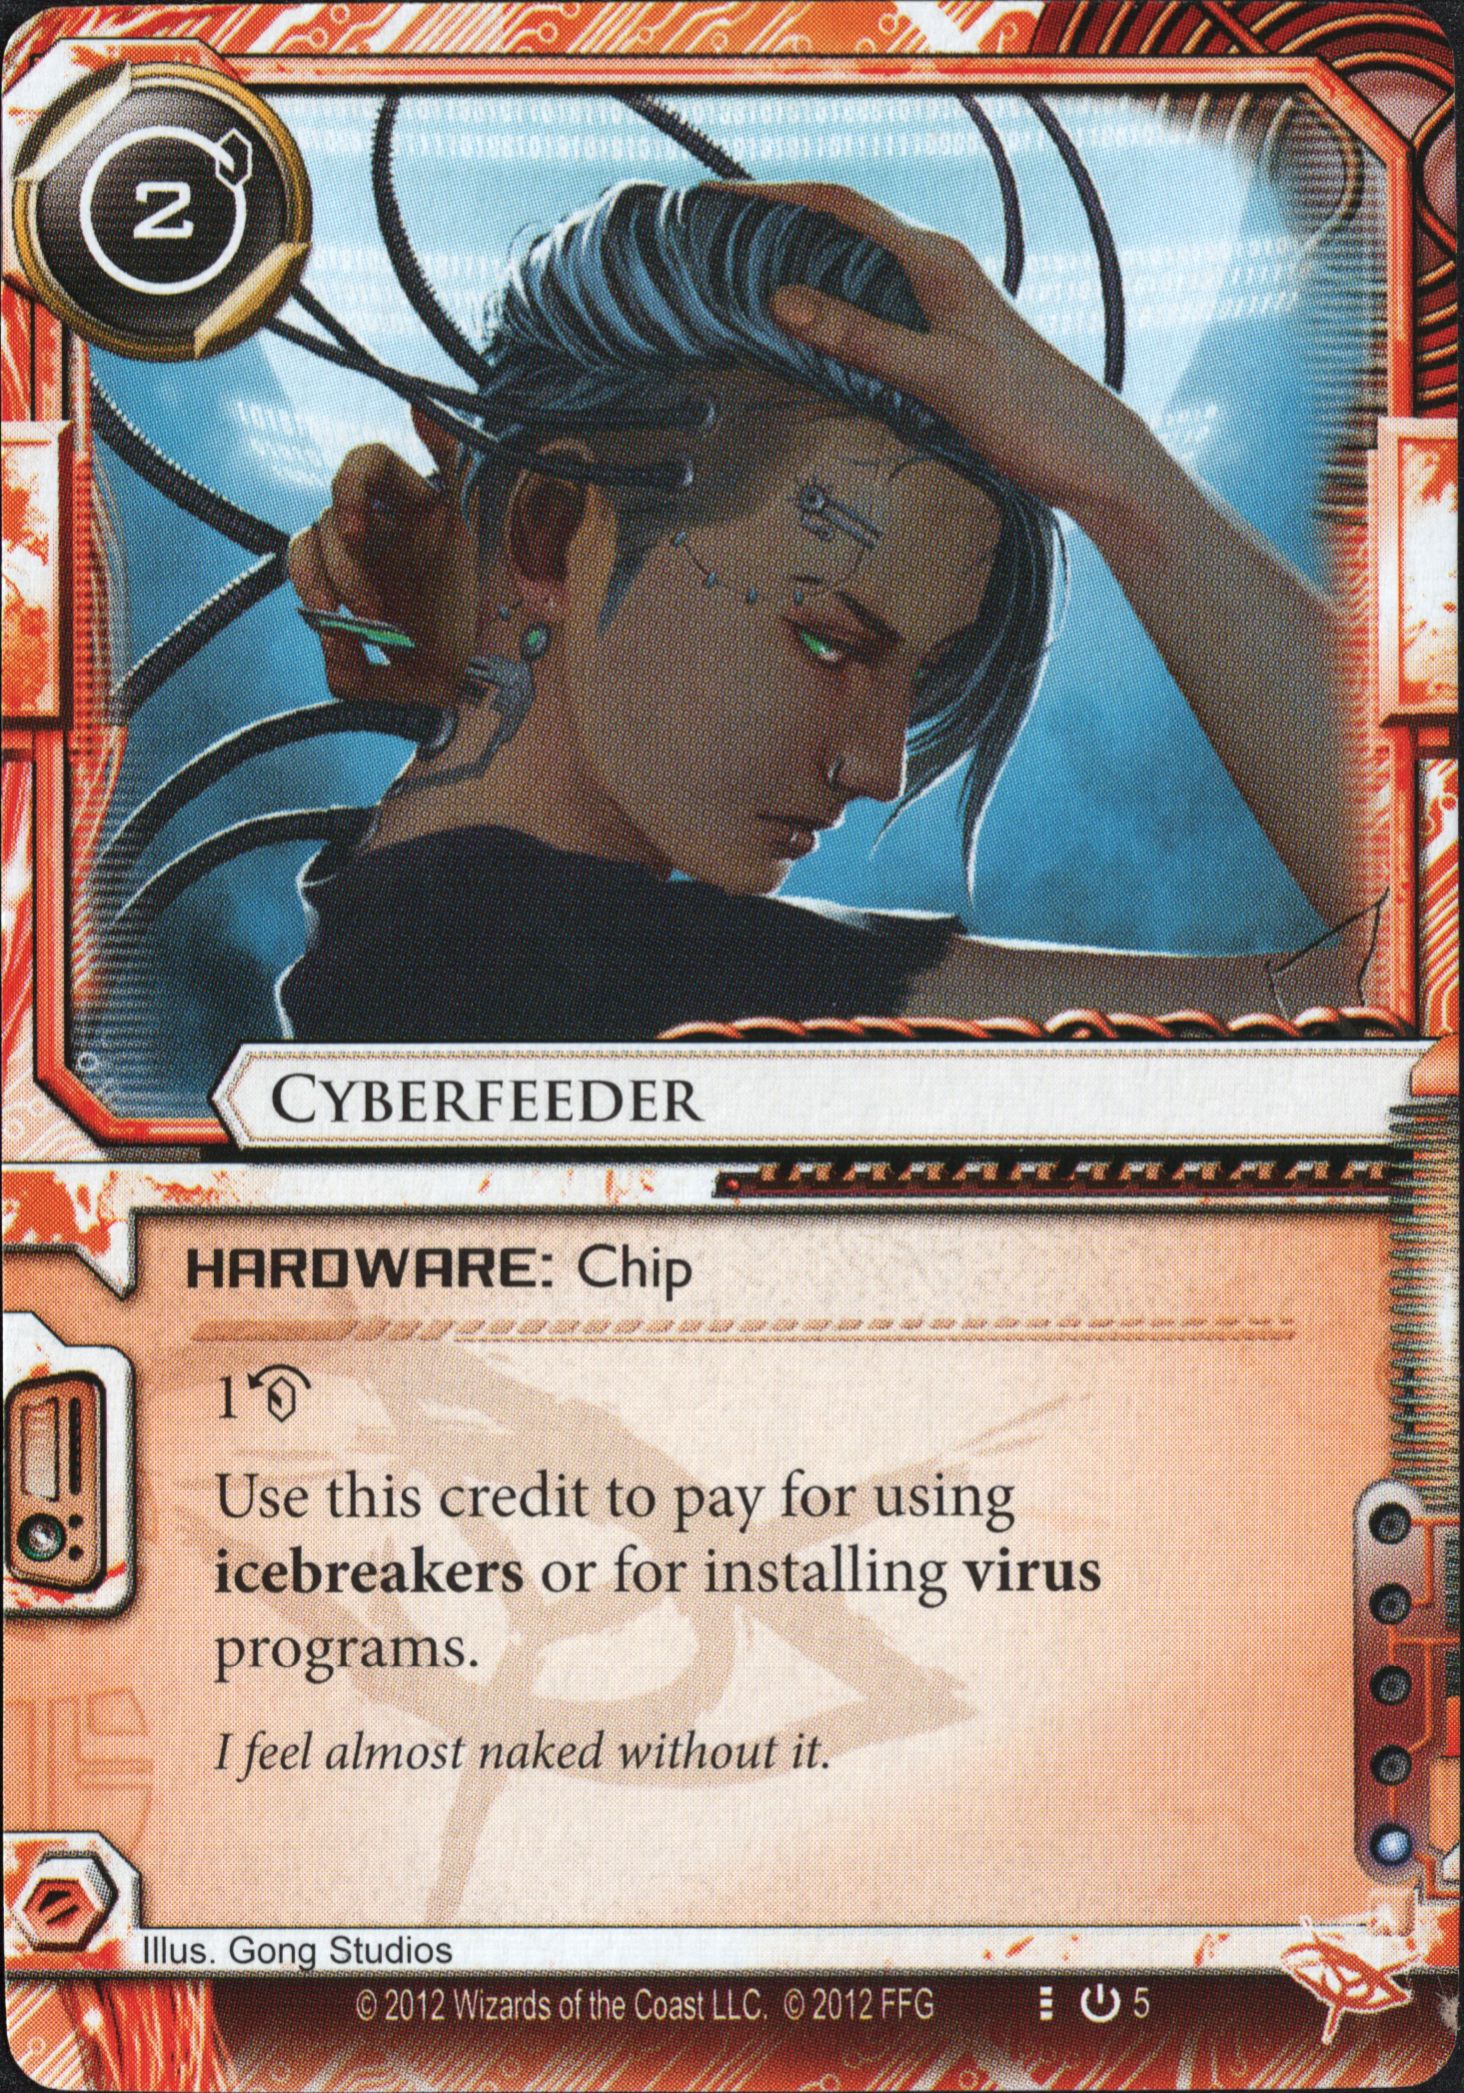 2
CYBERFEEDER
HARDWARE: Chip
1
Use this credit to pay for using
icebreakers or for installing virus
programs.
I feel almost naked without it.
Illus. Gong Studios
© 2012 Wizards of the Coast LLC. © 2012 FFG
5